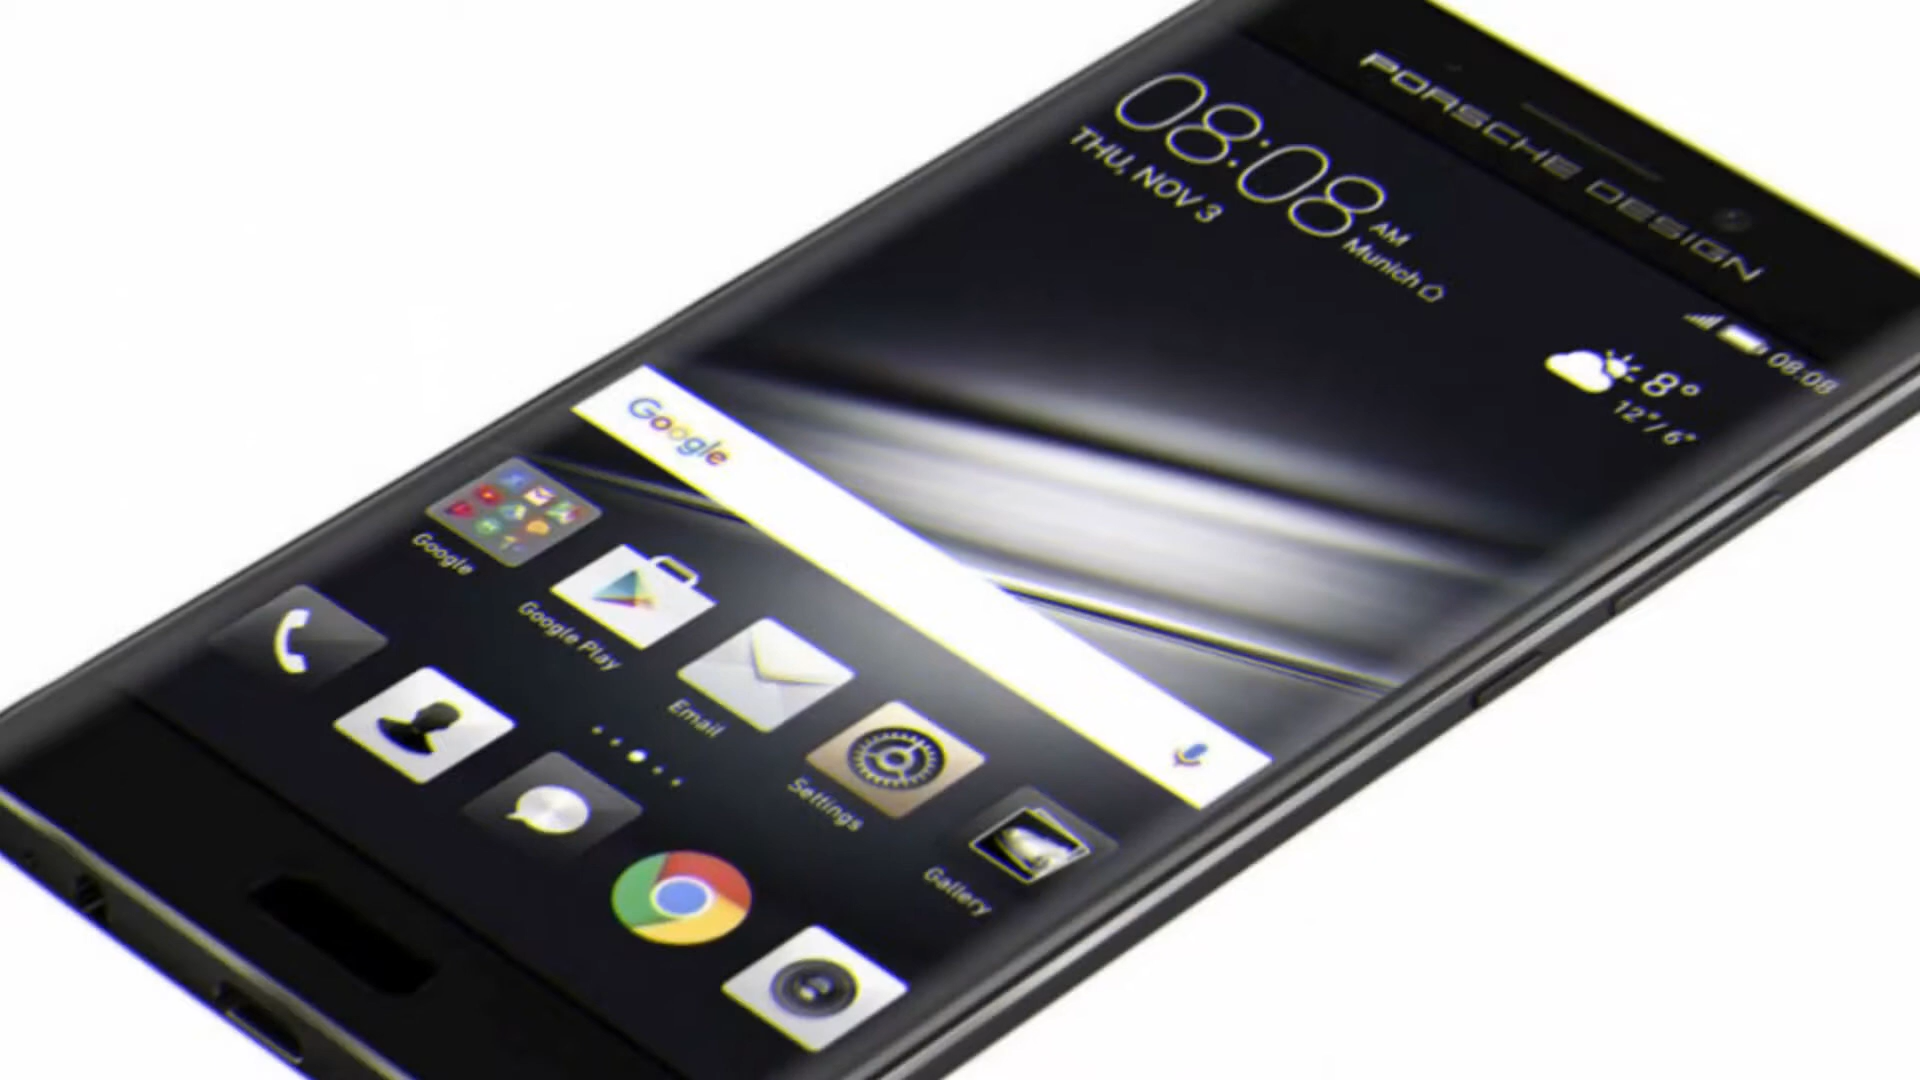 PORSCHE DESIGN
08:08
08:08 AM
THU, NOV 3
Munich
8°
12°/6°
Google
Google
Google Play
Email
Settings
Gallery